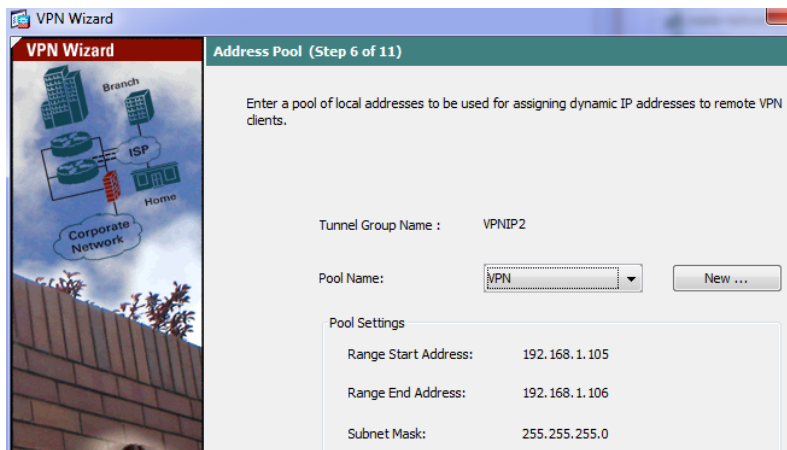 VPN Wizard
VPN Wizard
Address Pool (Step 6 of 11)
Branch
ISP
Home
Corporate
Network
Enter a pool of local addresses to be used for assigning dynamic IP addresses to remote VPN
clients.
Tunnel Group Name : VPNIP2
Pool Name: VPN New ...
Pool Settings
Range Start Address: 192.168.1.105
Range End Address: 192.168.1.106
Subnet Mask: 255.255.255.0